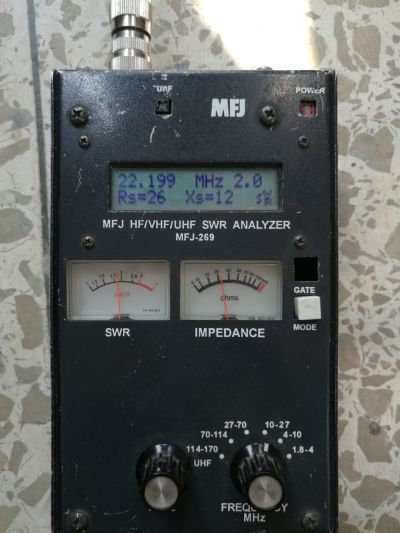 UHF
MFJ
POWER
22.199 MHz 2.0
Rs=26 Xs=12 SWR
MFJ HF/VHF/UHF SWR ANALYZER
MFJ-269
SWR
ohms
GATE
MODE
SWR
IMPEDANCE
27-70
10-27
70-114
4-10
114-170
1.8-4
UHF
FREQUENCY
MHz